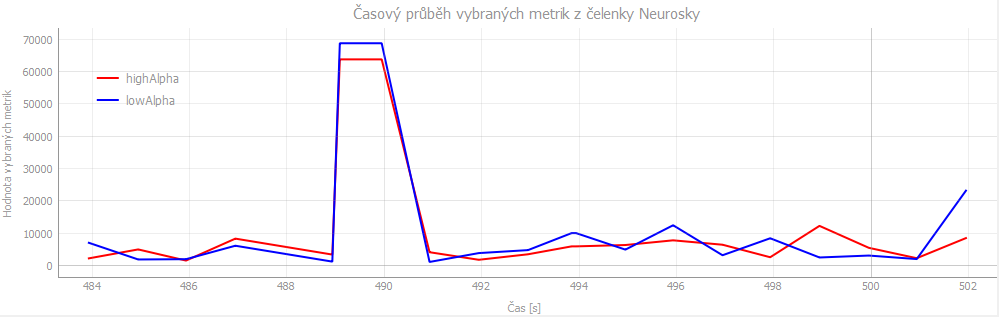 Časový průběh vybraných metrik z čelenky Neurosky
70000
60000
50000
40000
30000
20000
10000
0
Hodnota vybraných metrik
highAlpha
lowAlpha
484 486 488 490 492 494 496 498 500 502
Čas [s]